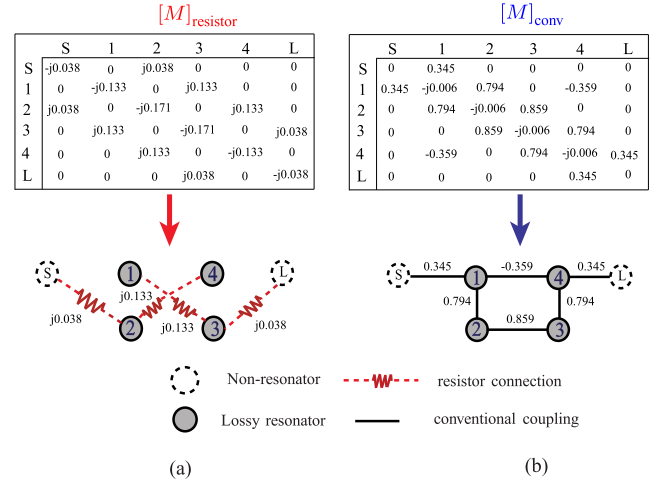 [M]resistor
S 1 2 3 4 L
S -j0.038 0 j0.038 0 0 0
1 0 -j0.133 0 j0.133 0 0
2 j0.038 0 -j0.171 0 j0.133 0
3 0 j0.133 0 -j0.171 0 j0.038
4 0 0 j0.133 0 -j0.133 0
L 0 0 0 j0.038 0 -j0.038
[M]conv
S 1 2 3 4 L
S 0 0.345 0 0 0 0
1 0.345 -j0.006 0.794 0 -0.359 0
2 0 0.794 -j0.006 0.859 0 0
3 0 0 0.859 -j0.006 0.794 0
4 0 -0.359 0 0.794 -j0.006 0.345
L 0 0 0 0 0.345 0
S 1 4 L
j0.133
j0.038 2 j0.133 3 j0.038
0.345 -0.359 0.345
S 1 4 L
0.794 0.859 0.794
2 3
Non-resonator resistor connection
Lossy resonator conventional coupling
(a) (b)